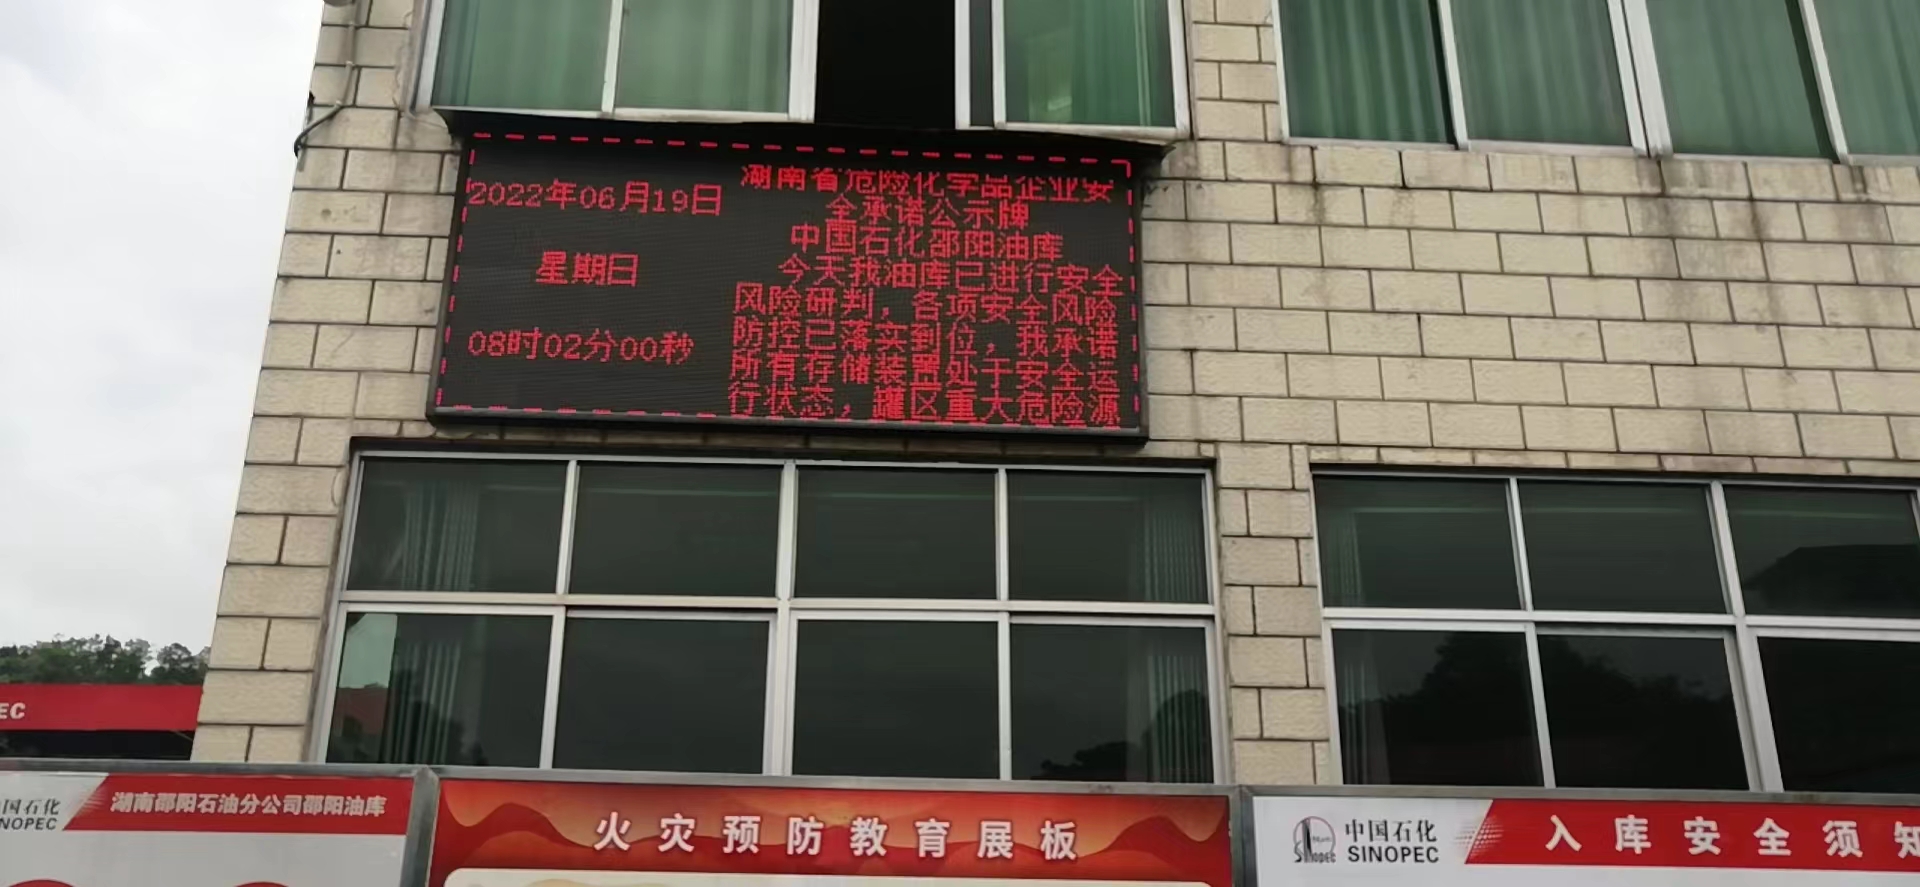 2022年06月19日
星期日
08时02分00秒
湖南省危险化学品企业安
全承诺公示牌
中国石化邵阳油库
今天我油库已进行安全
风险研判，各项安全风险
防控已落实到位，我承诺
所有存储装置处于安全运
行状态，罐区重大危险源
EC
国石化
NOPEC
湖南邵阳石油分公司邵阳油库
火灾预防教育展板
中国石化
SINOPEC
入库安全须知